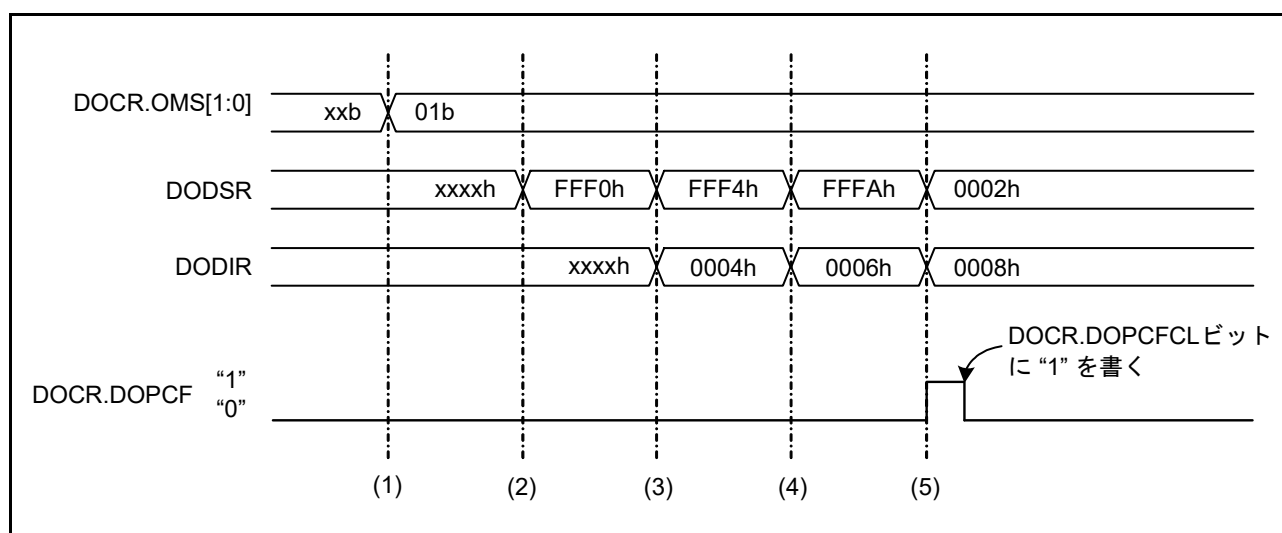 DOCR.OMS[1:0] xxb 01b
DODSR xxxxh FFF0h FFF4h FFFAh 0002h
DODIR xxxxh 0004h 0006h 0008h
DOCR.DOPCFCLビット
に “1” を書く
DOCR.DOPCF “1”
“0”
(1) (2) (3) (4) (5)